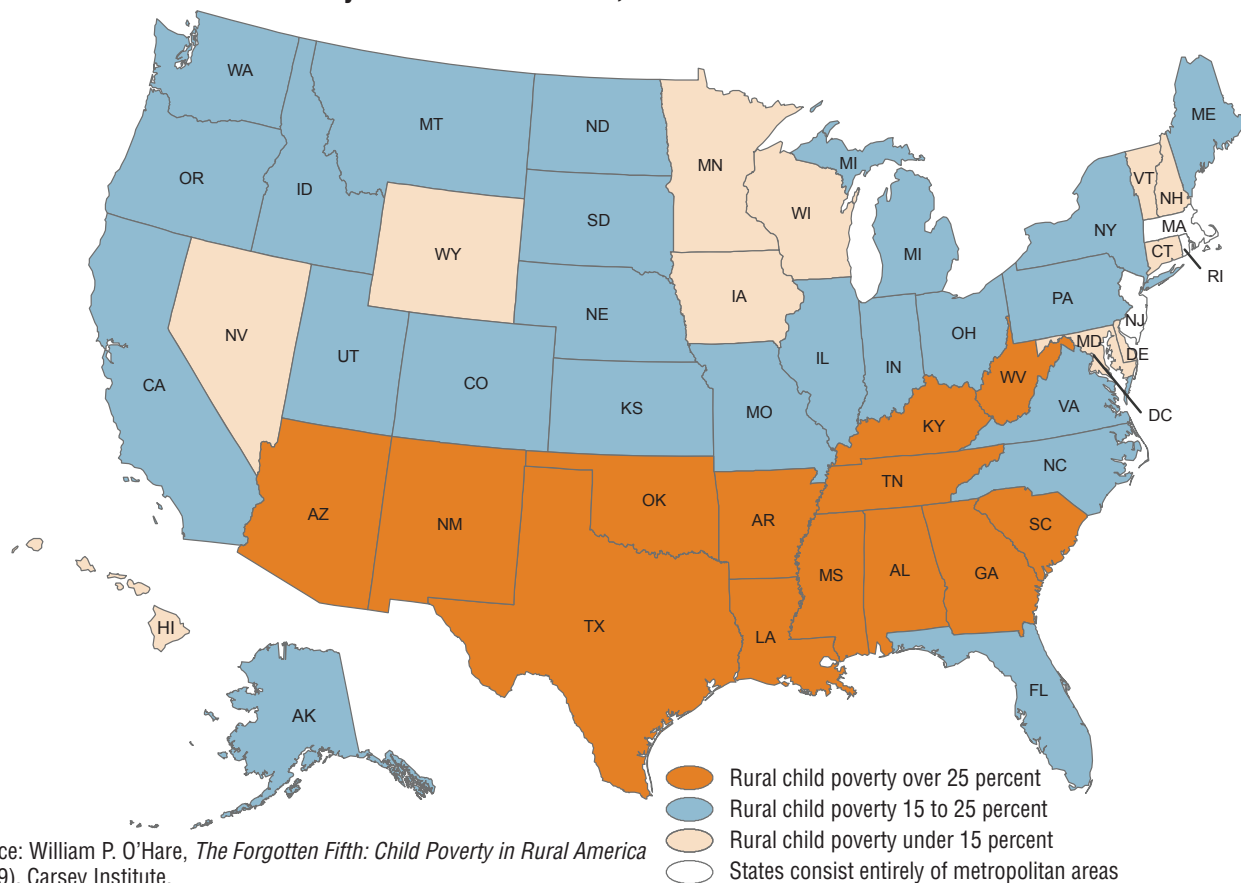 WA
MT
ND
MN
ME
OR
ID
SD
WI
MI
VT
NH
WY
MI
NY
MA
CT
RI
IA
NE
PA
NJ
NV
UT
CO
IL
IN
OH
MD
DE
CA
KS
MO
WV
VA
DC
KY
NC
AZ
NM
OK
AR
TN
SC
MS
AL
GA
TX
LA
HI
AK
FL
Rural child poverty over 25 percent
Rural child poverty 15 to 25 percent
Rural child poverty under 15 percent
States consist entirely of metropolitan areas
ce: William P. O'Hare, The Forgotten Fifth: Child Poverty in Rural America
9). Carsey Institute.